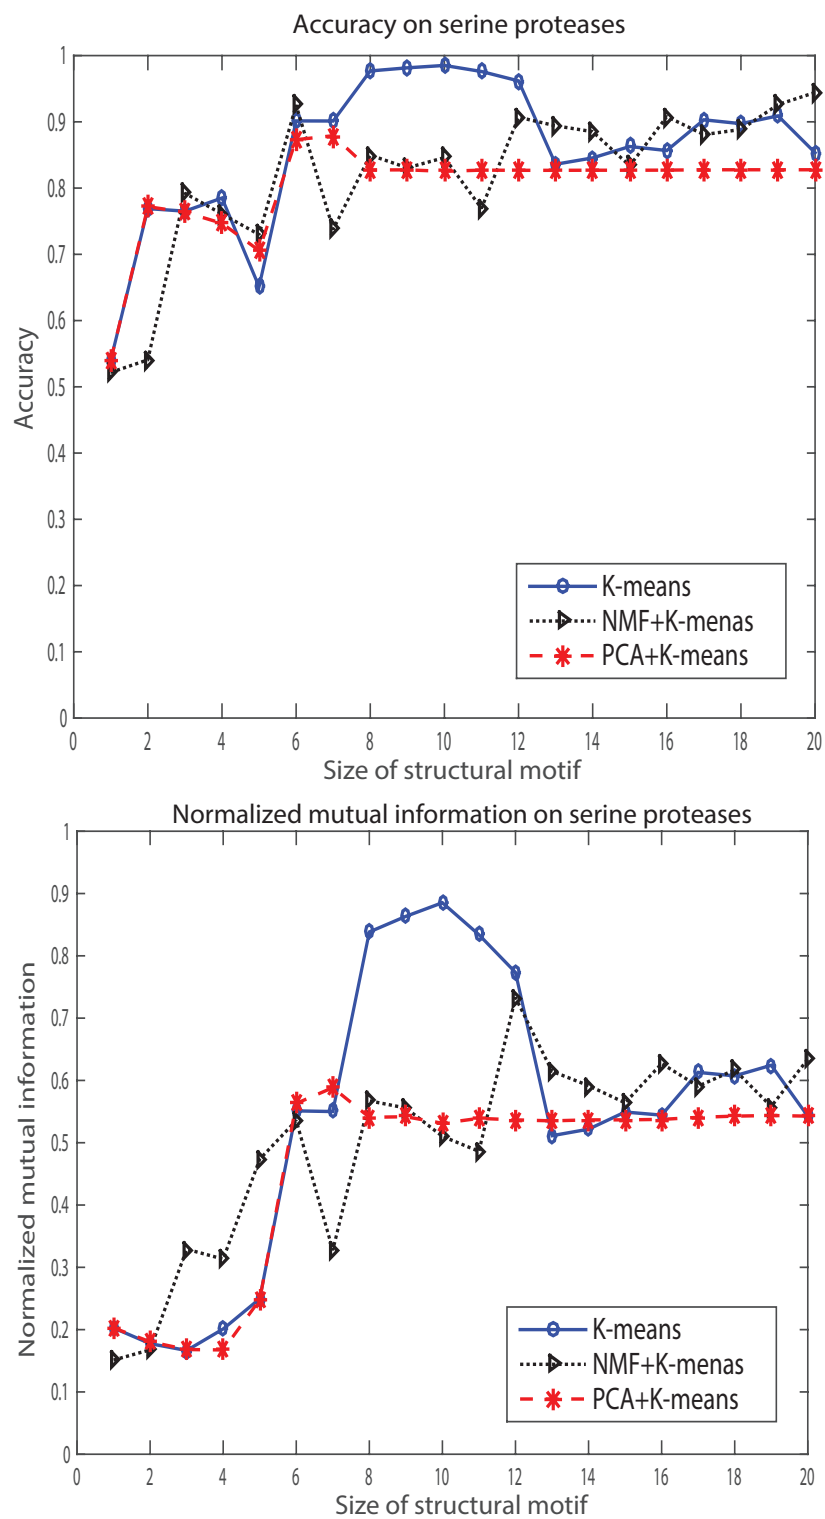 Accuracy on serine proteases
1
0.9
0.8
0.7
0.6
0.5
0.4
0.3
0.2
0.1
0
Accuracy
K-means
NMF+K-menas
PCA+K-means
0 2 4 6 8 10 12 14 16 18 20
Size of structural motif
Normalized mutual information on serine proteases
1
0.9
0.8
0.7
0.6
0.5
0.4
0.3
0.2
0.1
0
Normalized mutual information
K-means
NMF+K-menas
PCA+K-means
0 2 4 6 8 10 12 14 16 18 20
Size of structural motif